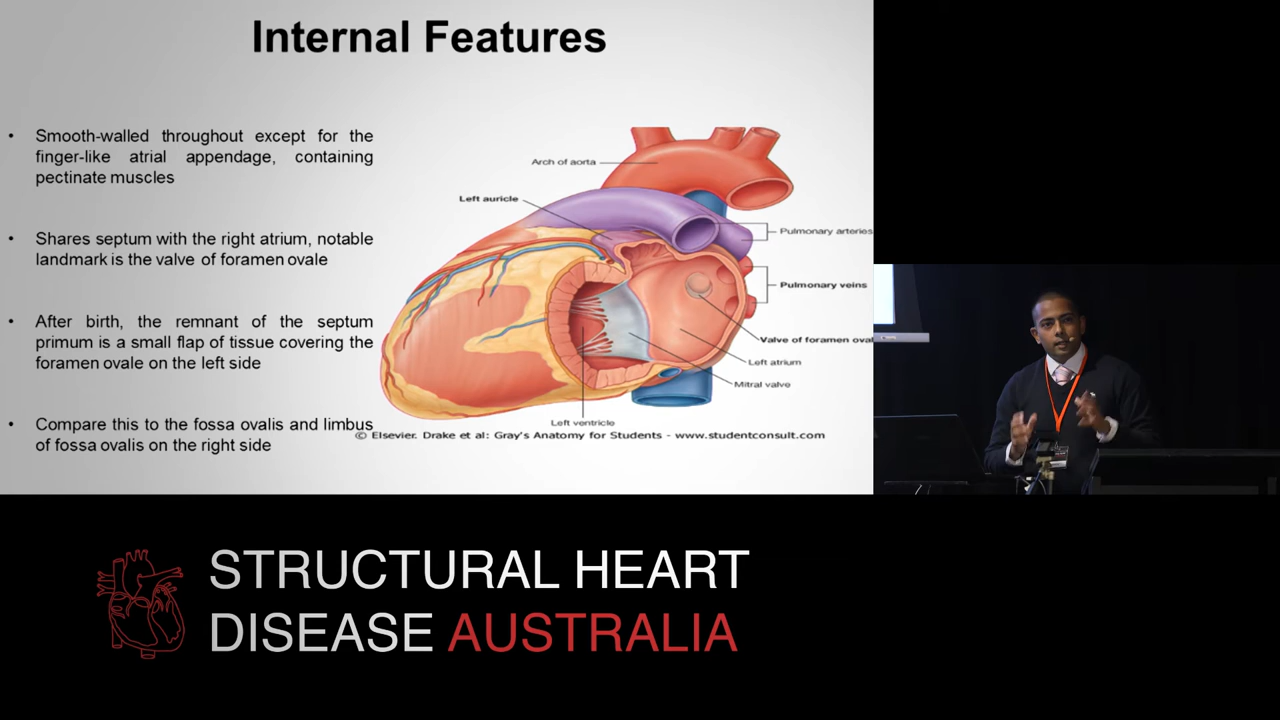 Internal Features
• Smooth-walled throughout except for the
finger-like atrial appendage, containing
pectinate muscles
• Shares septum with the right atrium, notable
landmark is the valve of foramen ovale
• After birth, the remnant of the septum
primum is a small flap of tissue covering the
foramen ovale on the left side
• Compare this to the fossa ovalis and limbus
of fossa ovalis on the right side
Arch of aorta
Left auricle
Pulmonary arteries
Pulmonary veins
Valve of foramen oval
Left atrium
Mitral valve
Left ventricle
© Elsevier. Drake et al: Gray's Anatomy for Students - www.studentconsult.com
STRUCTURAL HEART
DISEASE AUSTRALIA